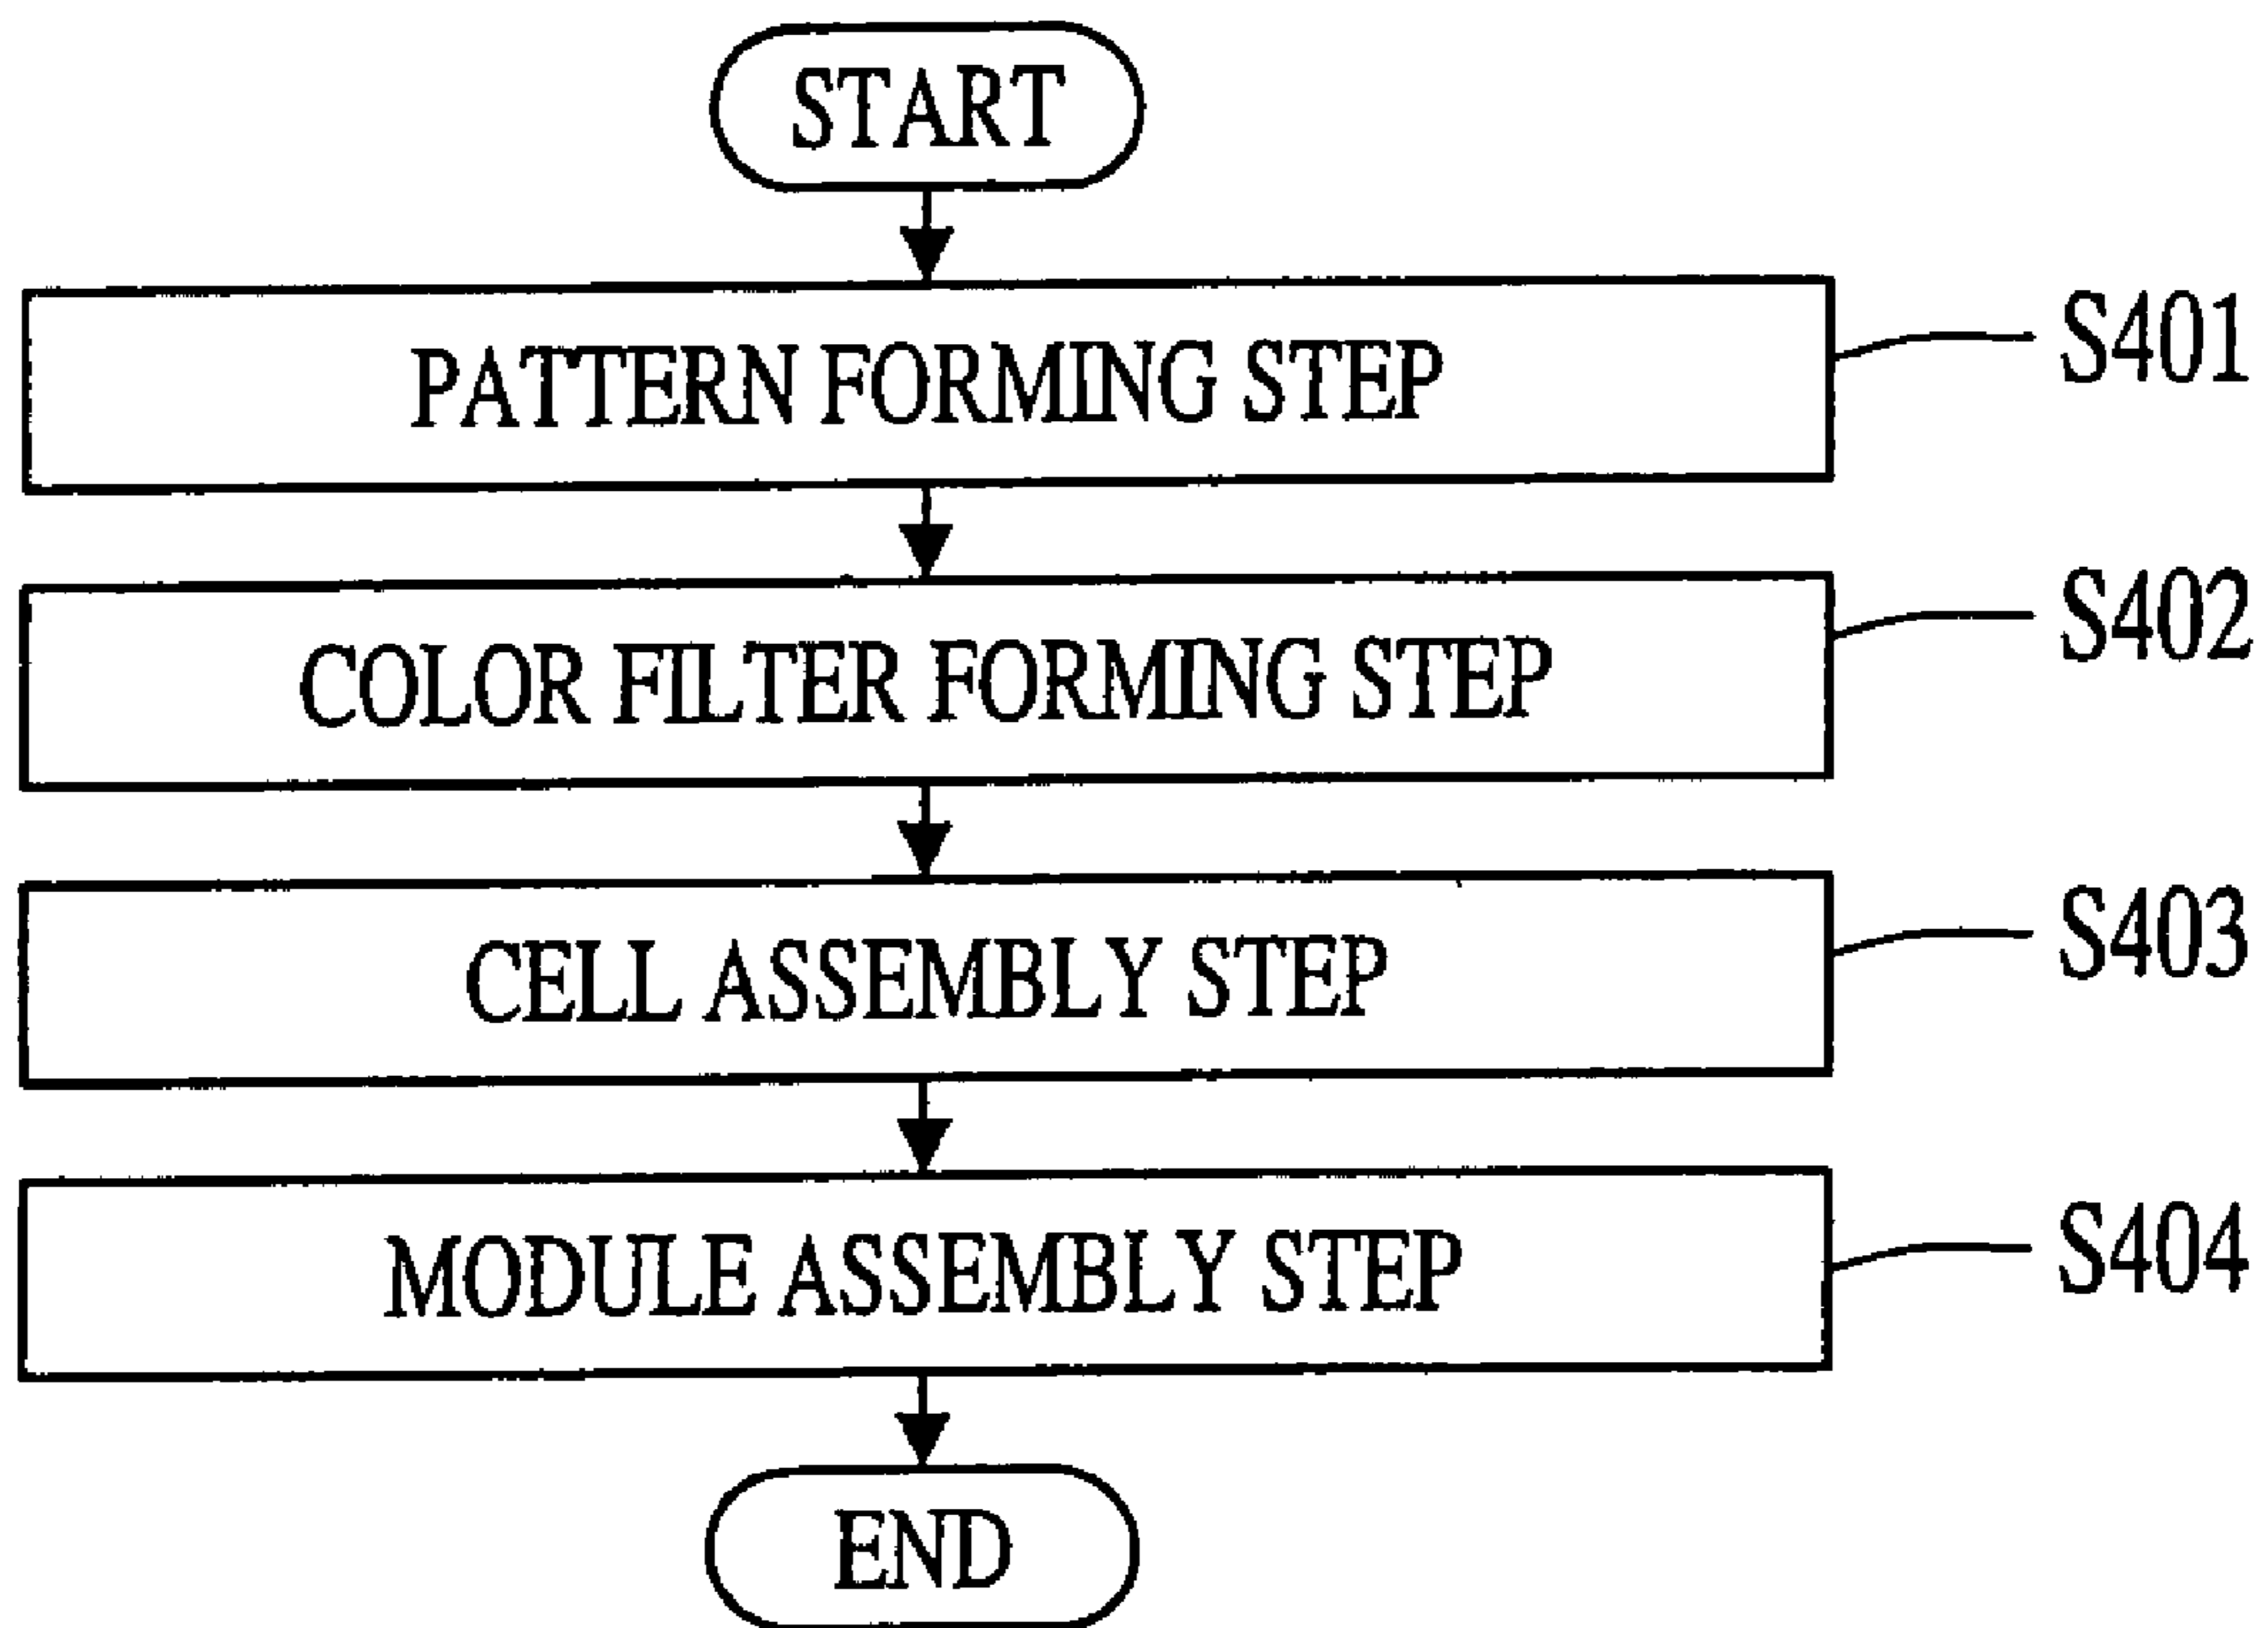 START
PATTERN FORMING STEP
S401
COLOR FILTER FORMING STEP
S402
CELL ASSEMBLY STEP
S403
MODULE ASSEMBLY STEP
S404
END